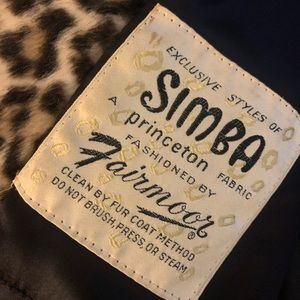 EXCLUSIVE STYLES OF
SIMBA
A princeton FABRIC
FASHIONED BY
Fairmoor®
CLEAN BY FUR COAT METHOD
DO NOT BRUSH, PRESS, OR STEAM